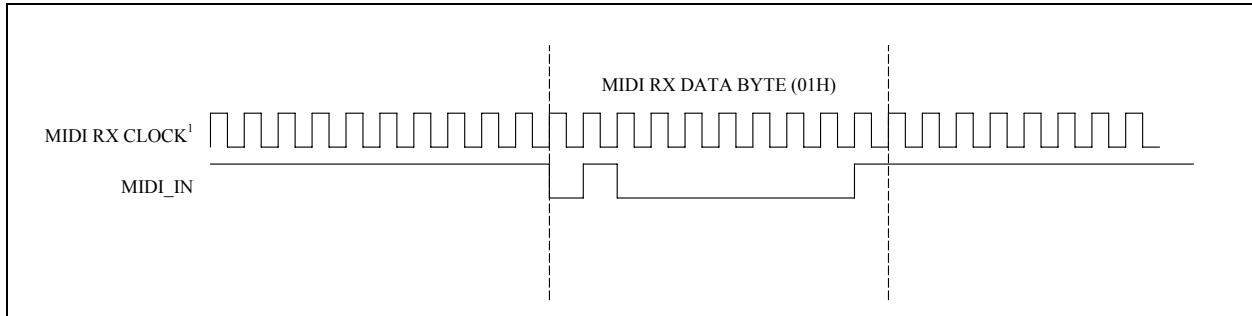 MIDI RX DATA BYTE (01H)
MIDI RX CLOCK¹
MIDI_IN